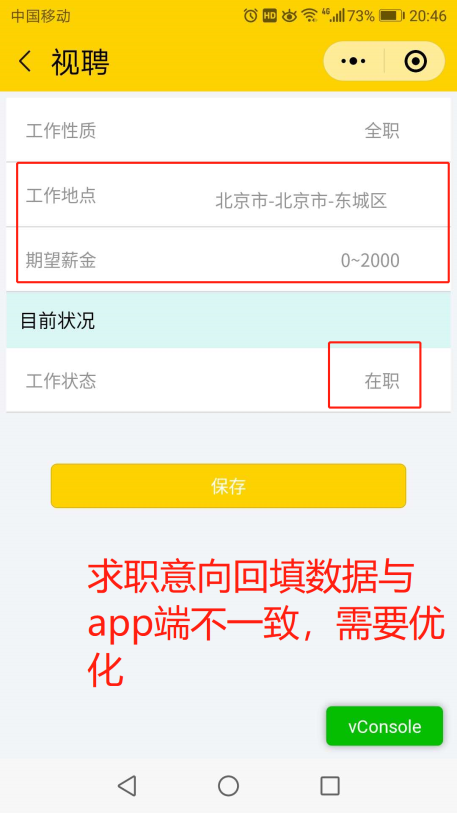 中国移动 HD 4G 73% 20:46
视聘
工作性质 全职
工作地点 北京市-北京市-东城区
期望薪金 0~2000
目前状况
工作状态 在职
保存
求职意向回填数据与
app端不一致，需要优
化
vConsole